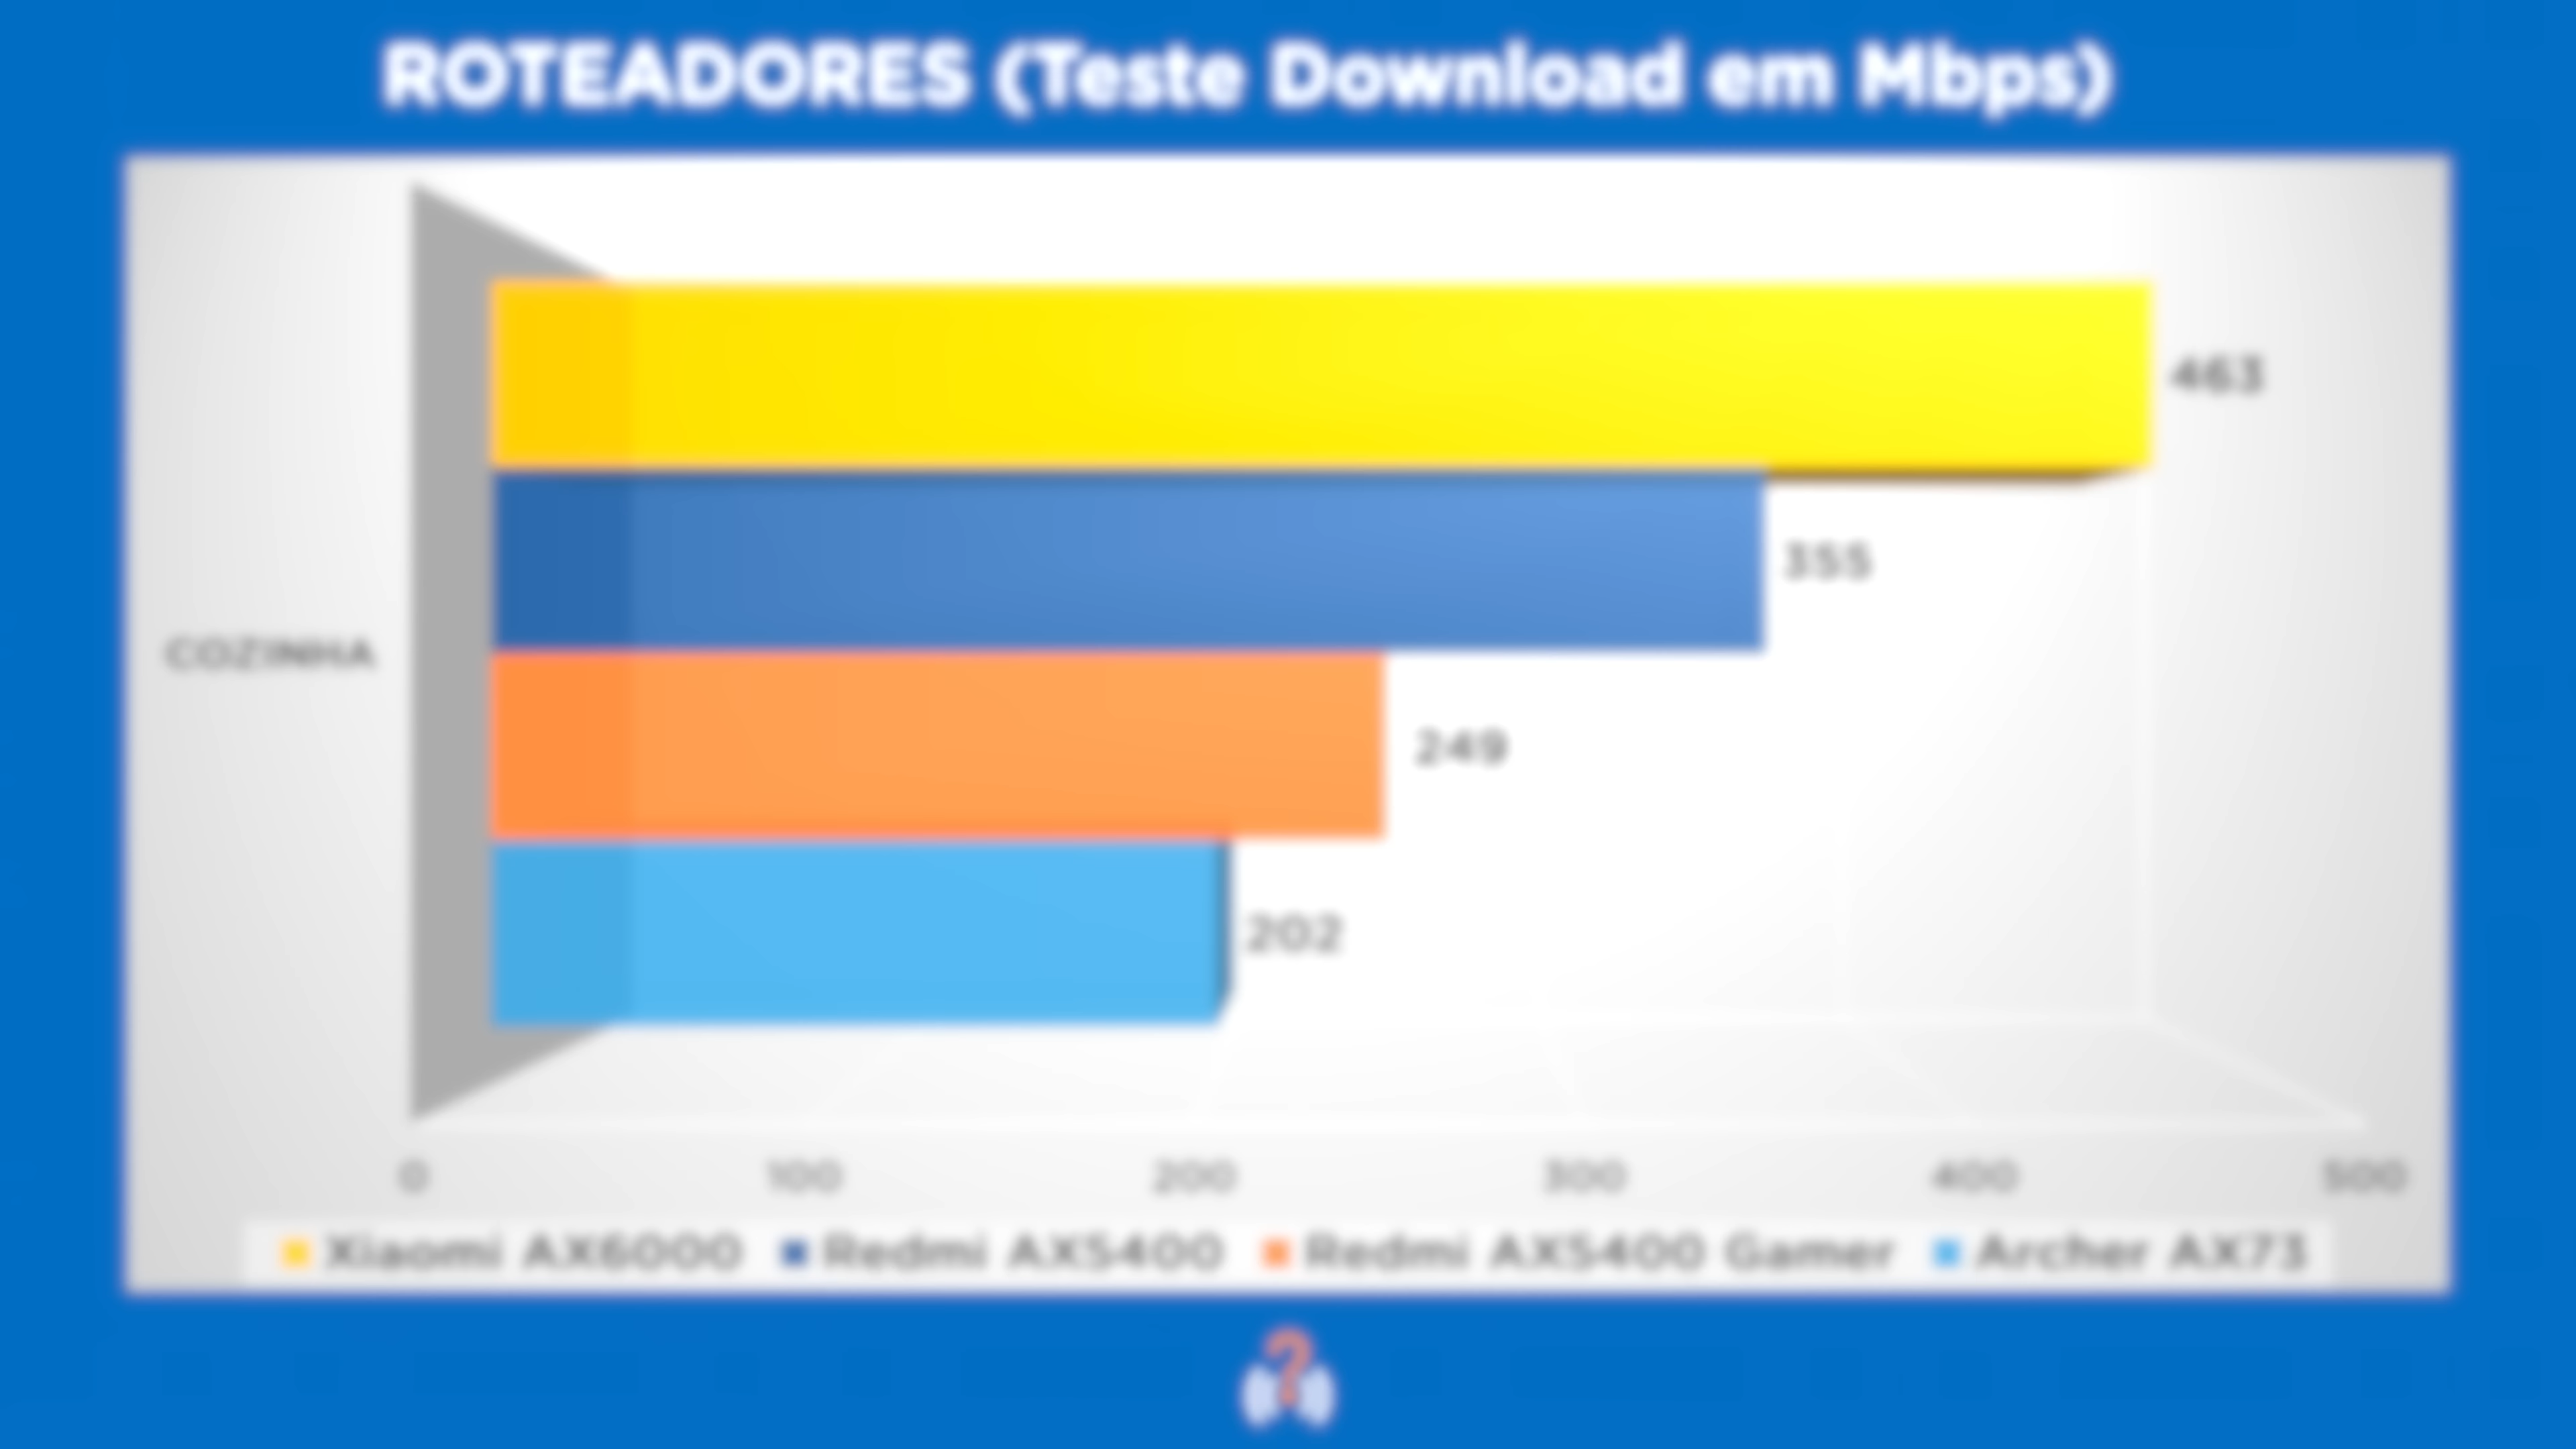 ROTEADORES (Teste Download em Mbps)
463
355
COZINHA
249
202
0 100 200 300 400 500
Xiaomi AX6000 Redmi AX5400 Redmi AX5400 Gamer Archer AX73
?